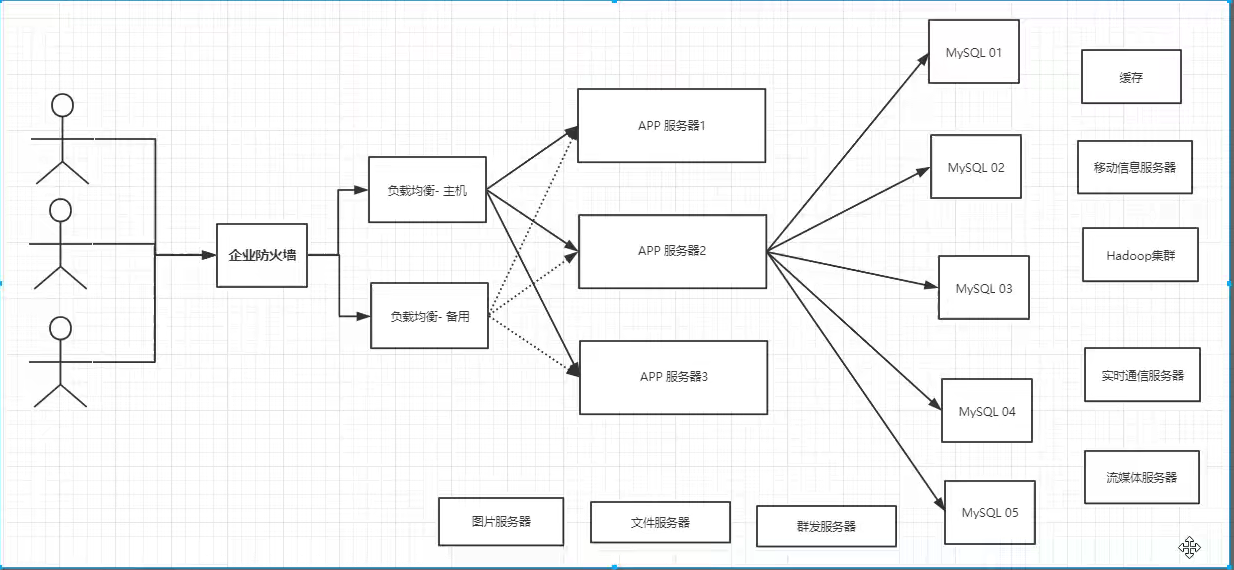 企业防火墙
负载均衡- 主机
负载均衡- 备用
APP 服务器1
APP 服务器2
APP 服务器3
MySQL 01
MySQL 02
MySQL 03
MySQL 04
MySQL 05
缓存
移动信息服务器
Hadoop集群
实时通信服务器
流媒体服务器
图片服务器
文件服务器
群发服务器